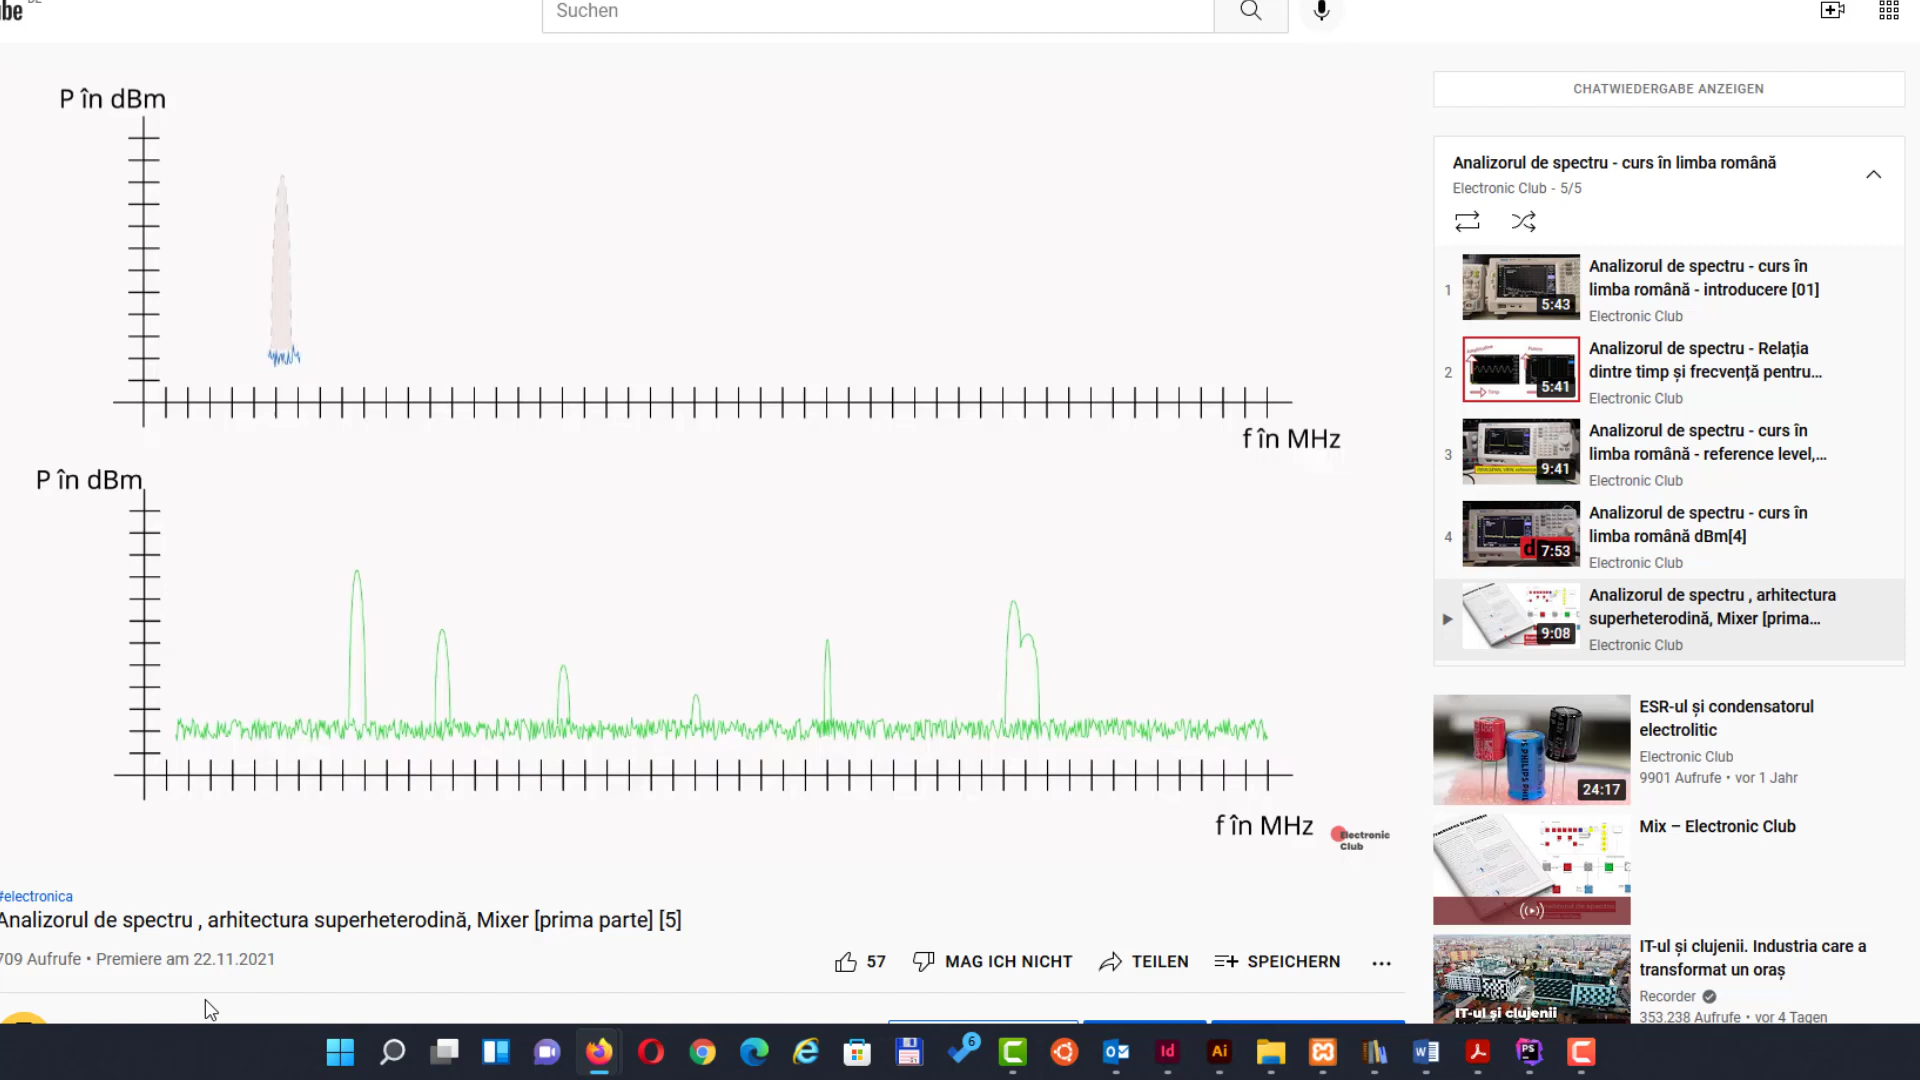 be
Suchen
P în dBm
f în MHz
P în dBm
f în MHz
Electronic
Club
#electronica
Analizorul de spectru , arhitectura superheterodină, Mixer [prima parte] [5]
709 Aufrufe • Premiere am 22.11.2021
57
MAG ICH NICHT
TEILEN
SPEICHERN
CHATWIEDERGABE ANZEIGEN
Analizorul de spectru - curs în limba română
Electronic Club - 5/5
1
5:43
Analizorul de spectru - curs în
limba română - introducere [01]
Electronic Club
2
5:41
Analizorul de spectru - Relația
dintre timp și frecvență pentru...
Electronic Club
3
9:41
Analizorul de spectru - curs în
limba română - reference level,...
Electronic Club
4
7:53
Analizorul de spectru - curs în
limba română dBm[4]
Electronic Club
9:08
Analizorul de spectru , arhitectura
superheterodină, Mixer [prima...
Electronic Club
24:17
ESR-ul și condensatorul
electrolitic
Electronic Club
9901 Aufrufe • vor 1 Jahr
Mix – Electronic Club
IT-ul și clujenii
IT-ul și clujenii. Industria care a
transformat un oraș
Recorder
353.238 Aufrufe • vor 4 Tagen
6
Id
Ai
PS